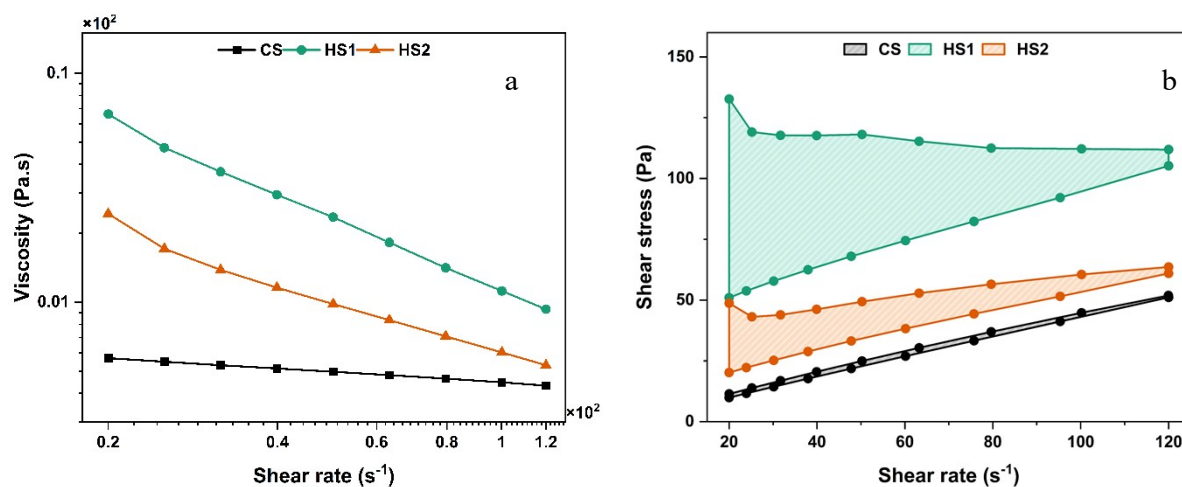 ×10²
CS HS1 HS2
a
0.1
0.01
Viscosity (Pa.s)
0.2 0.4 0.6 0.8 1 1.2
×10²
Shear rate (s⁻¹)
CS HS1 HS2
b
150
100
50
0
Shear stress (Pa)
20 40 60 80 100 120
Shear rate (s⁻¹)